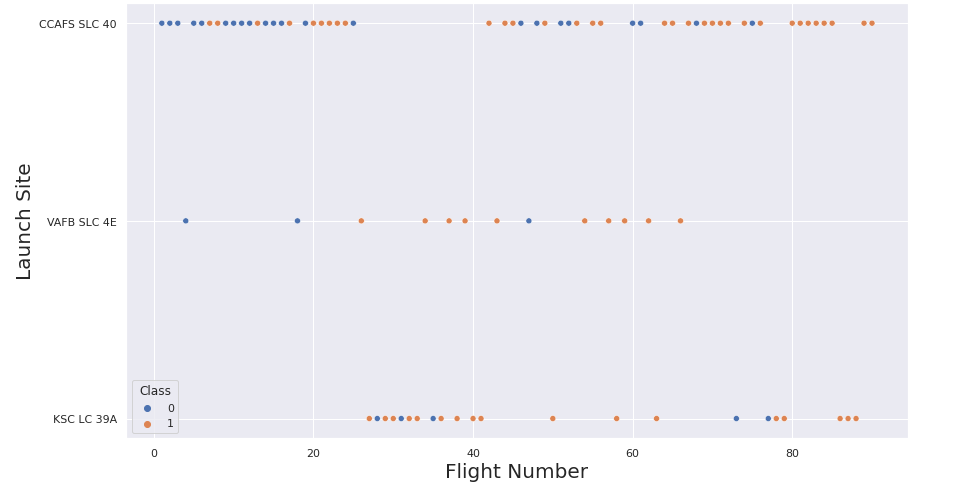 CCAFS SLC 40
VAFB SLC 4E
KSC LC 39A
Launch Site
Class
0
1
0 20 40 60 80
Flight Number